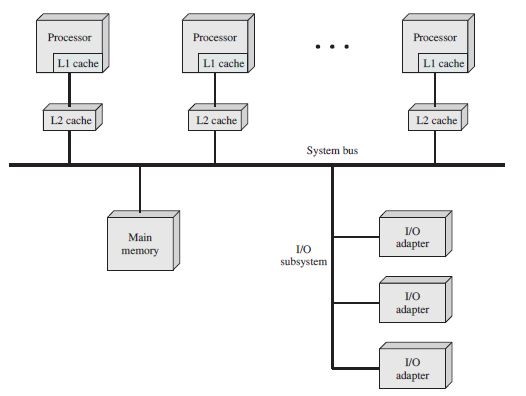 Processor
L1 cache
Processor
L1 cache
Processor
L1 cache
L2 cache
L2 cache
L2 cache
System bus
Main
memory
I/O
subsystem
I/O
adapter
I/O
adapter
I/O
adapter